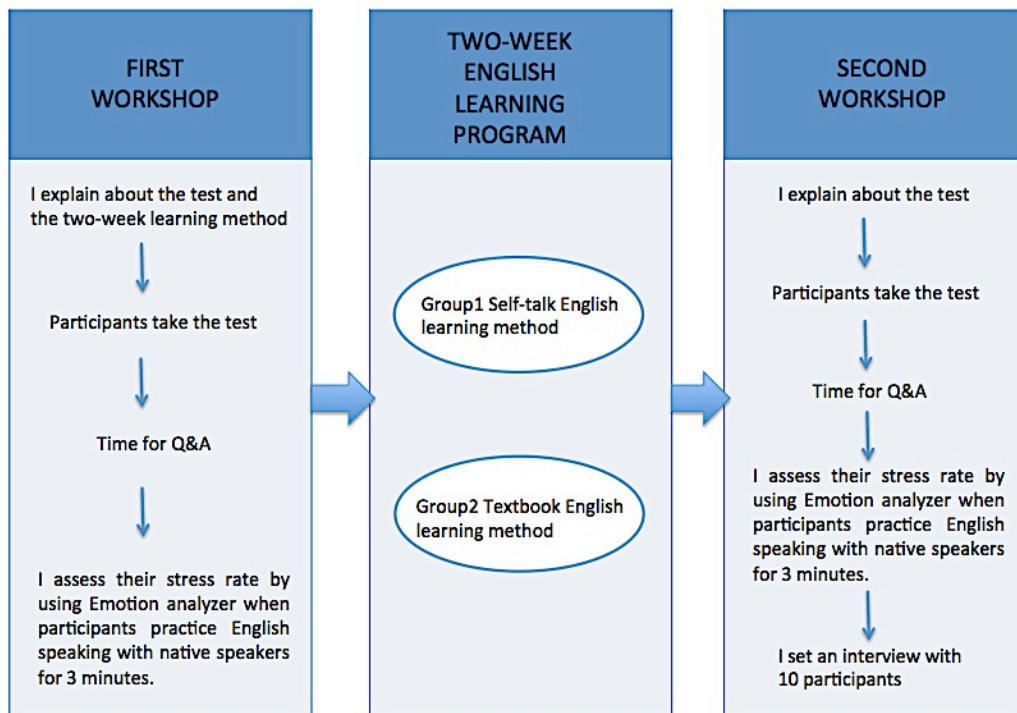 FIRST
WORKSHOP
I explain about the test and
the two-week learning method
Participants take the test
Time for Q&A
I assess their stress rate by
using Emotion analyzer when
participants practice English
speaking with native speakers
for 3 minutes.
TWO-WEEK
ENGLISH
LEARNING
PROGRAM
Group1 Self-talk English
learning method
Group2 Textbook English
learning method
SECOND
WORKSHOP
I explain about the test
Participants take the test
Time for Q&A
I assess their stress rate by
using Emotion analyzer when
participants practice English
speaking with native speakers
for 3 minutes.
I set an interview with
10 participants